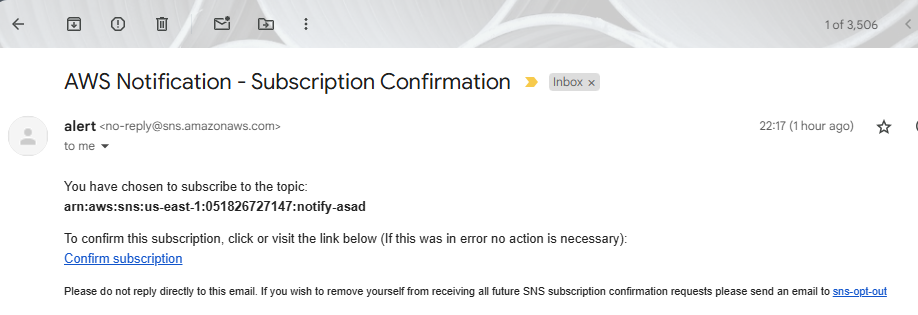 1 of 3,506
AWS Notification - Subscription Confirmation
Inbox ×
alert <no-reply@sns.amazonaws.com>
22:17 (1 hour ago)
to me
You have chosen to subscribe to the topic:
arn:aws:sns:us-east-1:051826727147:notify-asad
To confirm this subscription, click or visit the link below (If this was in error no action is necessary):
Confirm subscription
Please do not reply directly to this email. If you wish to remove yourself from receiving all future SNS subscription confirmation requests please send an email to sns-opt-out